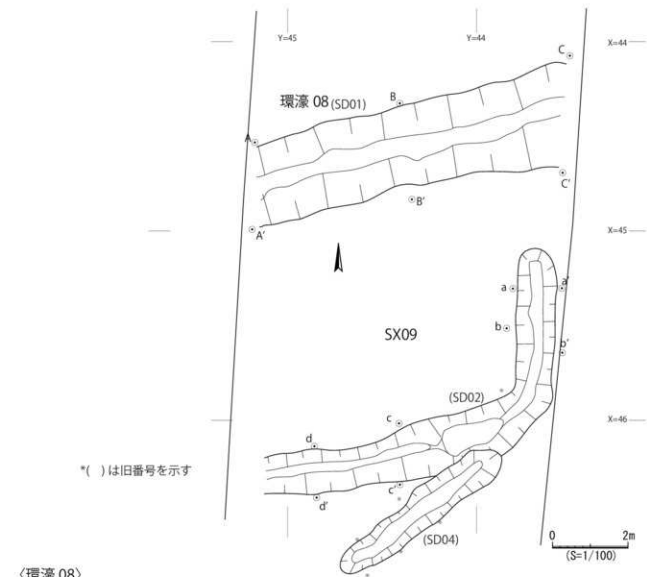 Y=45
Y=44
C
X=44
環濠 08 (SD01)
B
A
C'
B'
A'
X=45
a
a'
b
b'
SX09
(SD02)
c
X=46
d
*( ) は旧番号を示す
c'
d'
(SD04)
0 2m
(S=1/100)
〈環濠 08〉